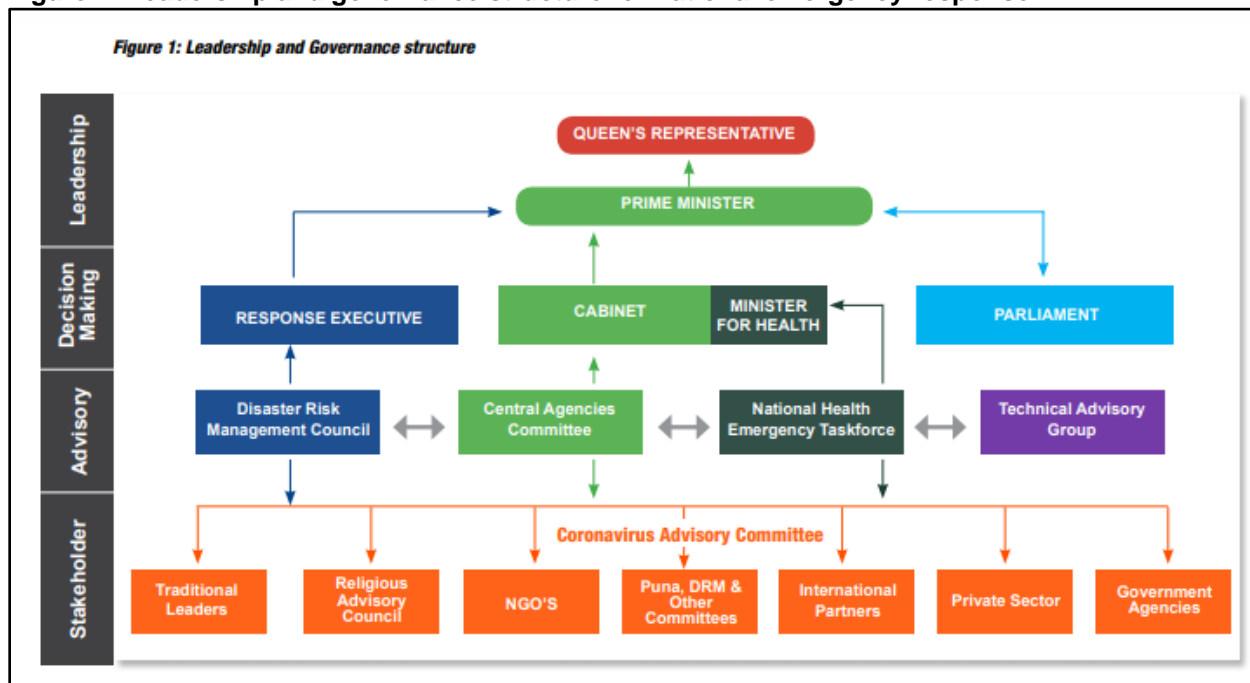 Figure 1: Leadership and Governance structure
Leadership
QUEEN'S REPRESENTATIVE
PRIME MINISTER
Decision
Making
RESPONSE EXECUTIVE
CABINET
MINISTER
FOR HEALTH
PARLIAMENT
Advisory
Disaster Risk
Management Council
Central Agencies
Committee
National Health
Emergency Taskforce
Technical Advisory
Group
Stakeholder
Coronavirus Advisory Committee
Traditional
Leaders
Religious
Advisory
Council
NGO'S
Puna, DRM &
Other
Committees
International
Partners
Private Sector
Government
Agencies